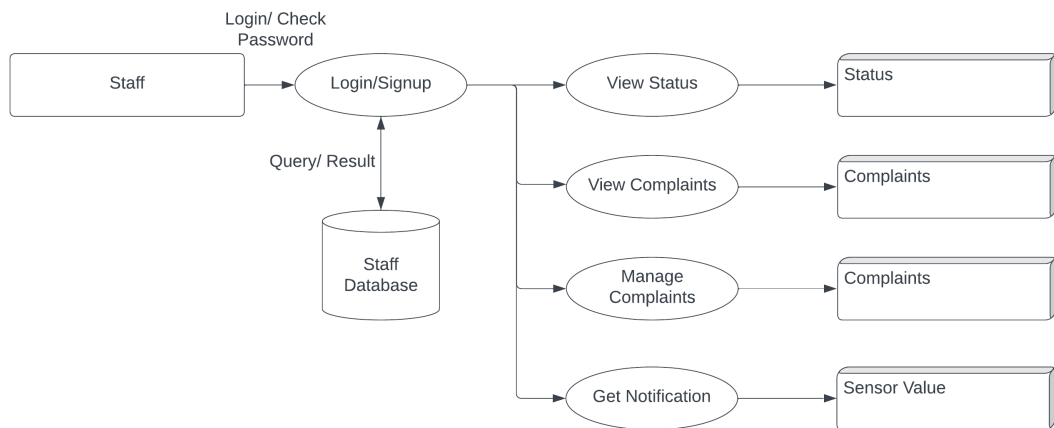 Login/ Check
Password
Staff
Login/Signup
View Status
Status
Query/ Result
View Complaints
Complaints
Staff
Database
Manage
Complaints
Complaints
Get Notification
Sensor Value